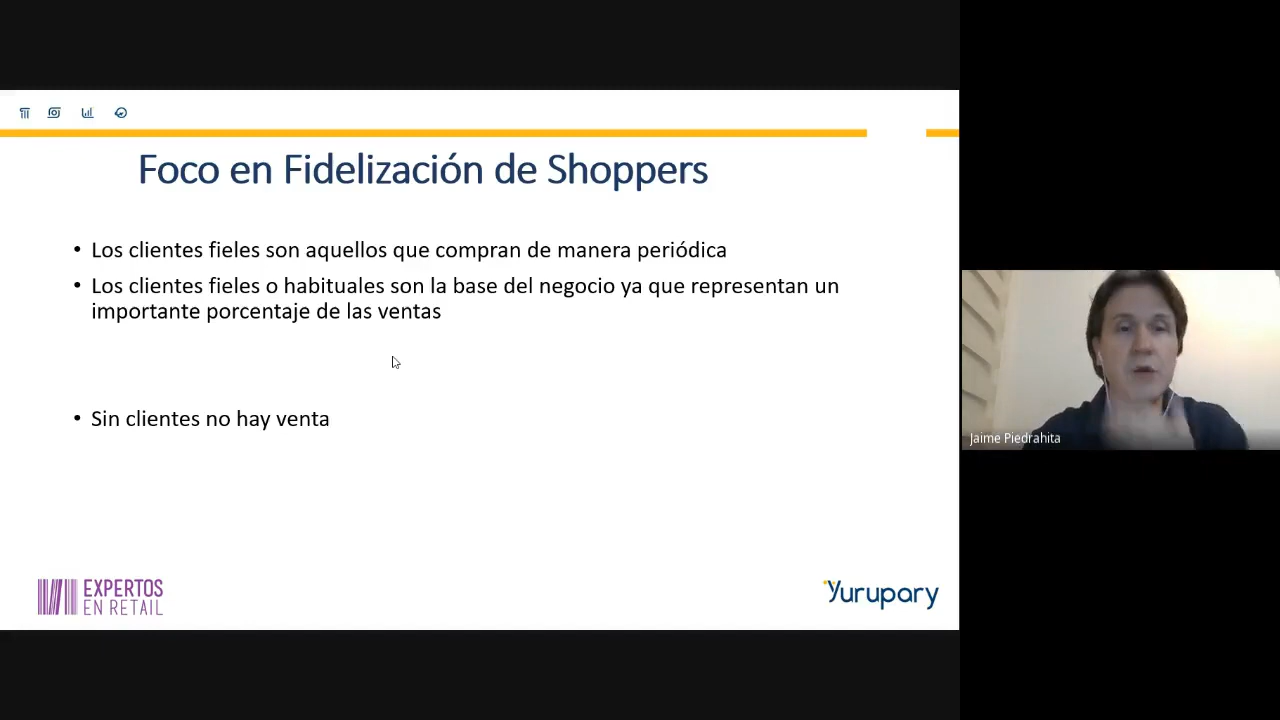 Foco en Fidelización de Shoppers
• Los clientes fieles son aquellos que compran de manera periódica
• Los clientes fieles o habituales son la base del negocio ya que representan un
importante porcentaje de las ventas
• Sin clientes no hay venta
Jaime Piedrahita
EXPERTOS
EN RETAIL
Yurupary